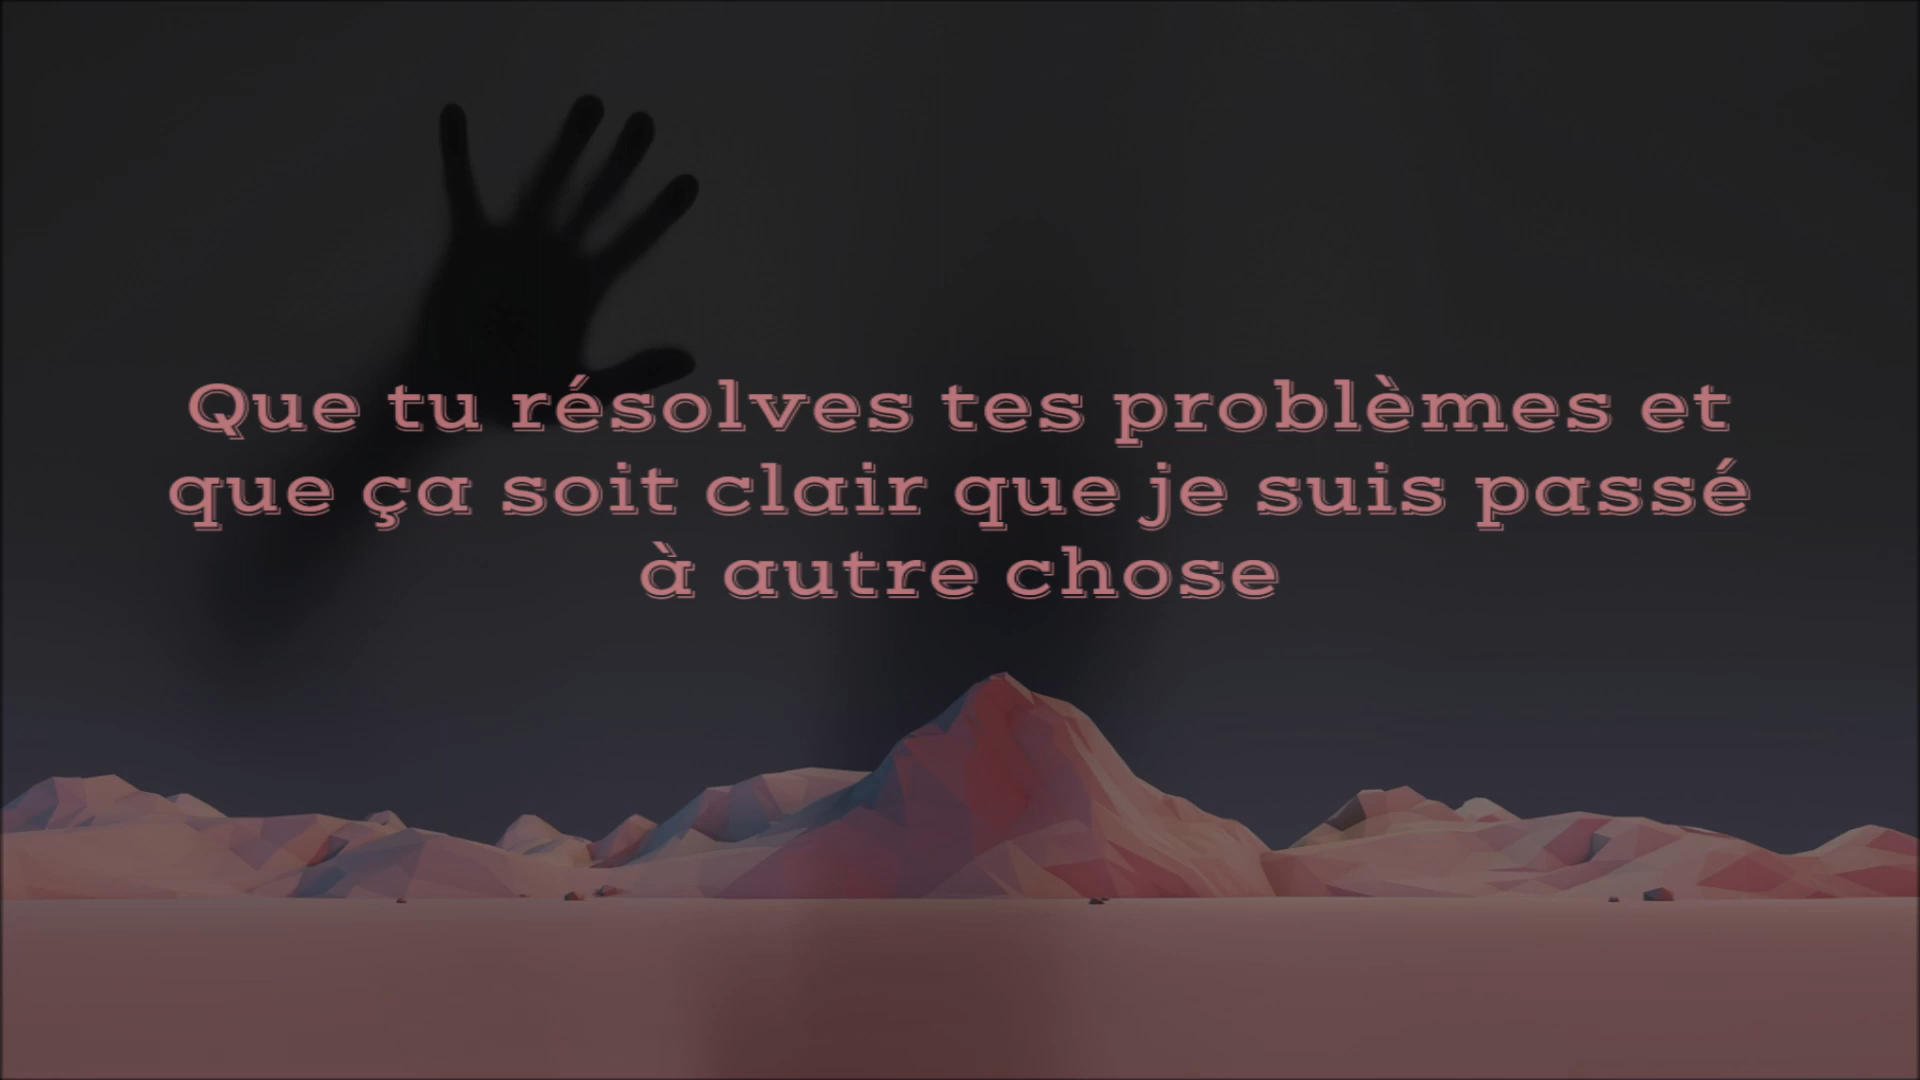 Que tu résolves tes problèmes et
que ça soit clair que je suis passé
à autre chose